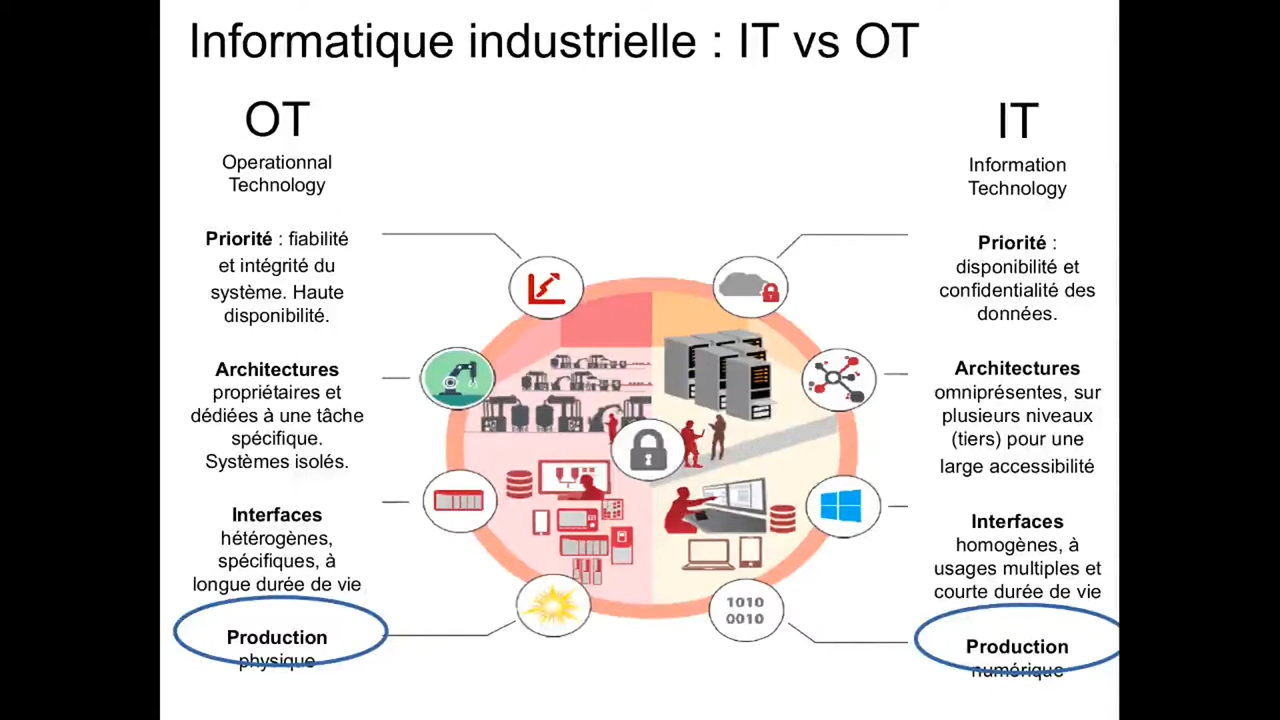 Informatique industrielle : IT vs OT
OT
Operationnal
Technology
Priorité : fiabilité
et intégrité du
système. Haute
disponibilité.
Architectures
propriétaires et
dédiées à une tâche
spécifique.
Systèmes isolés.
Interfaces
hétérogènes,
spécifiques, à
longue durée de vie
Production
physique
1010
0010
IT
Information
Technology
Priorité :
disponibilité et
confidentialité des
données.
Architectures
omniprésentes, sur
plusieurs niveaux
(tiers) pour une
large accessibilité
Interfaces
homogènes, à
usages multiples et
courte durée de vie
Production
numérique